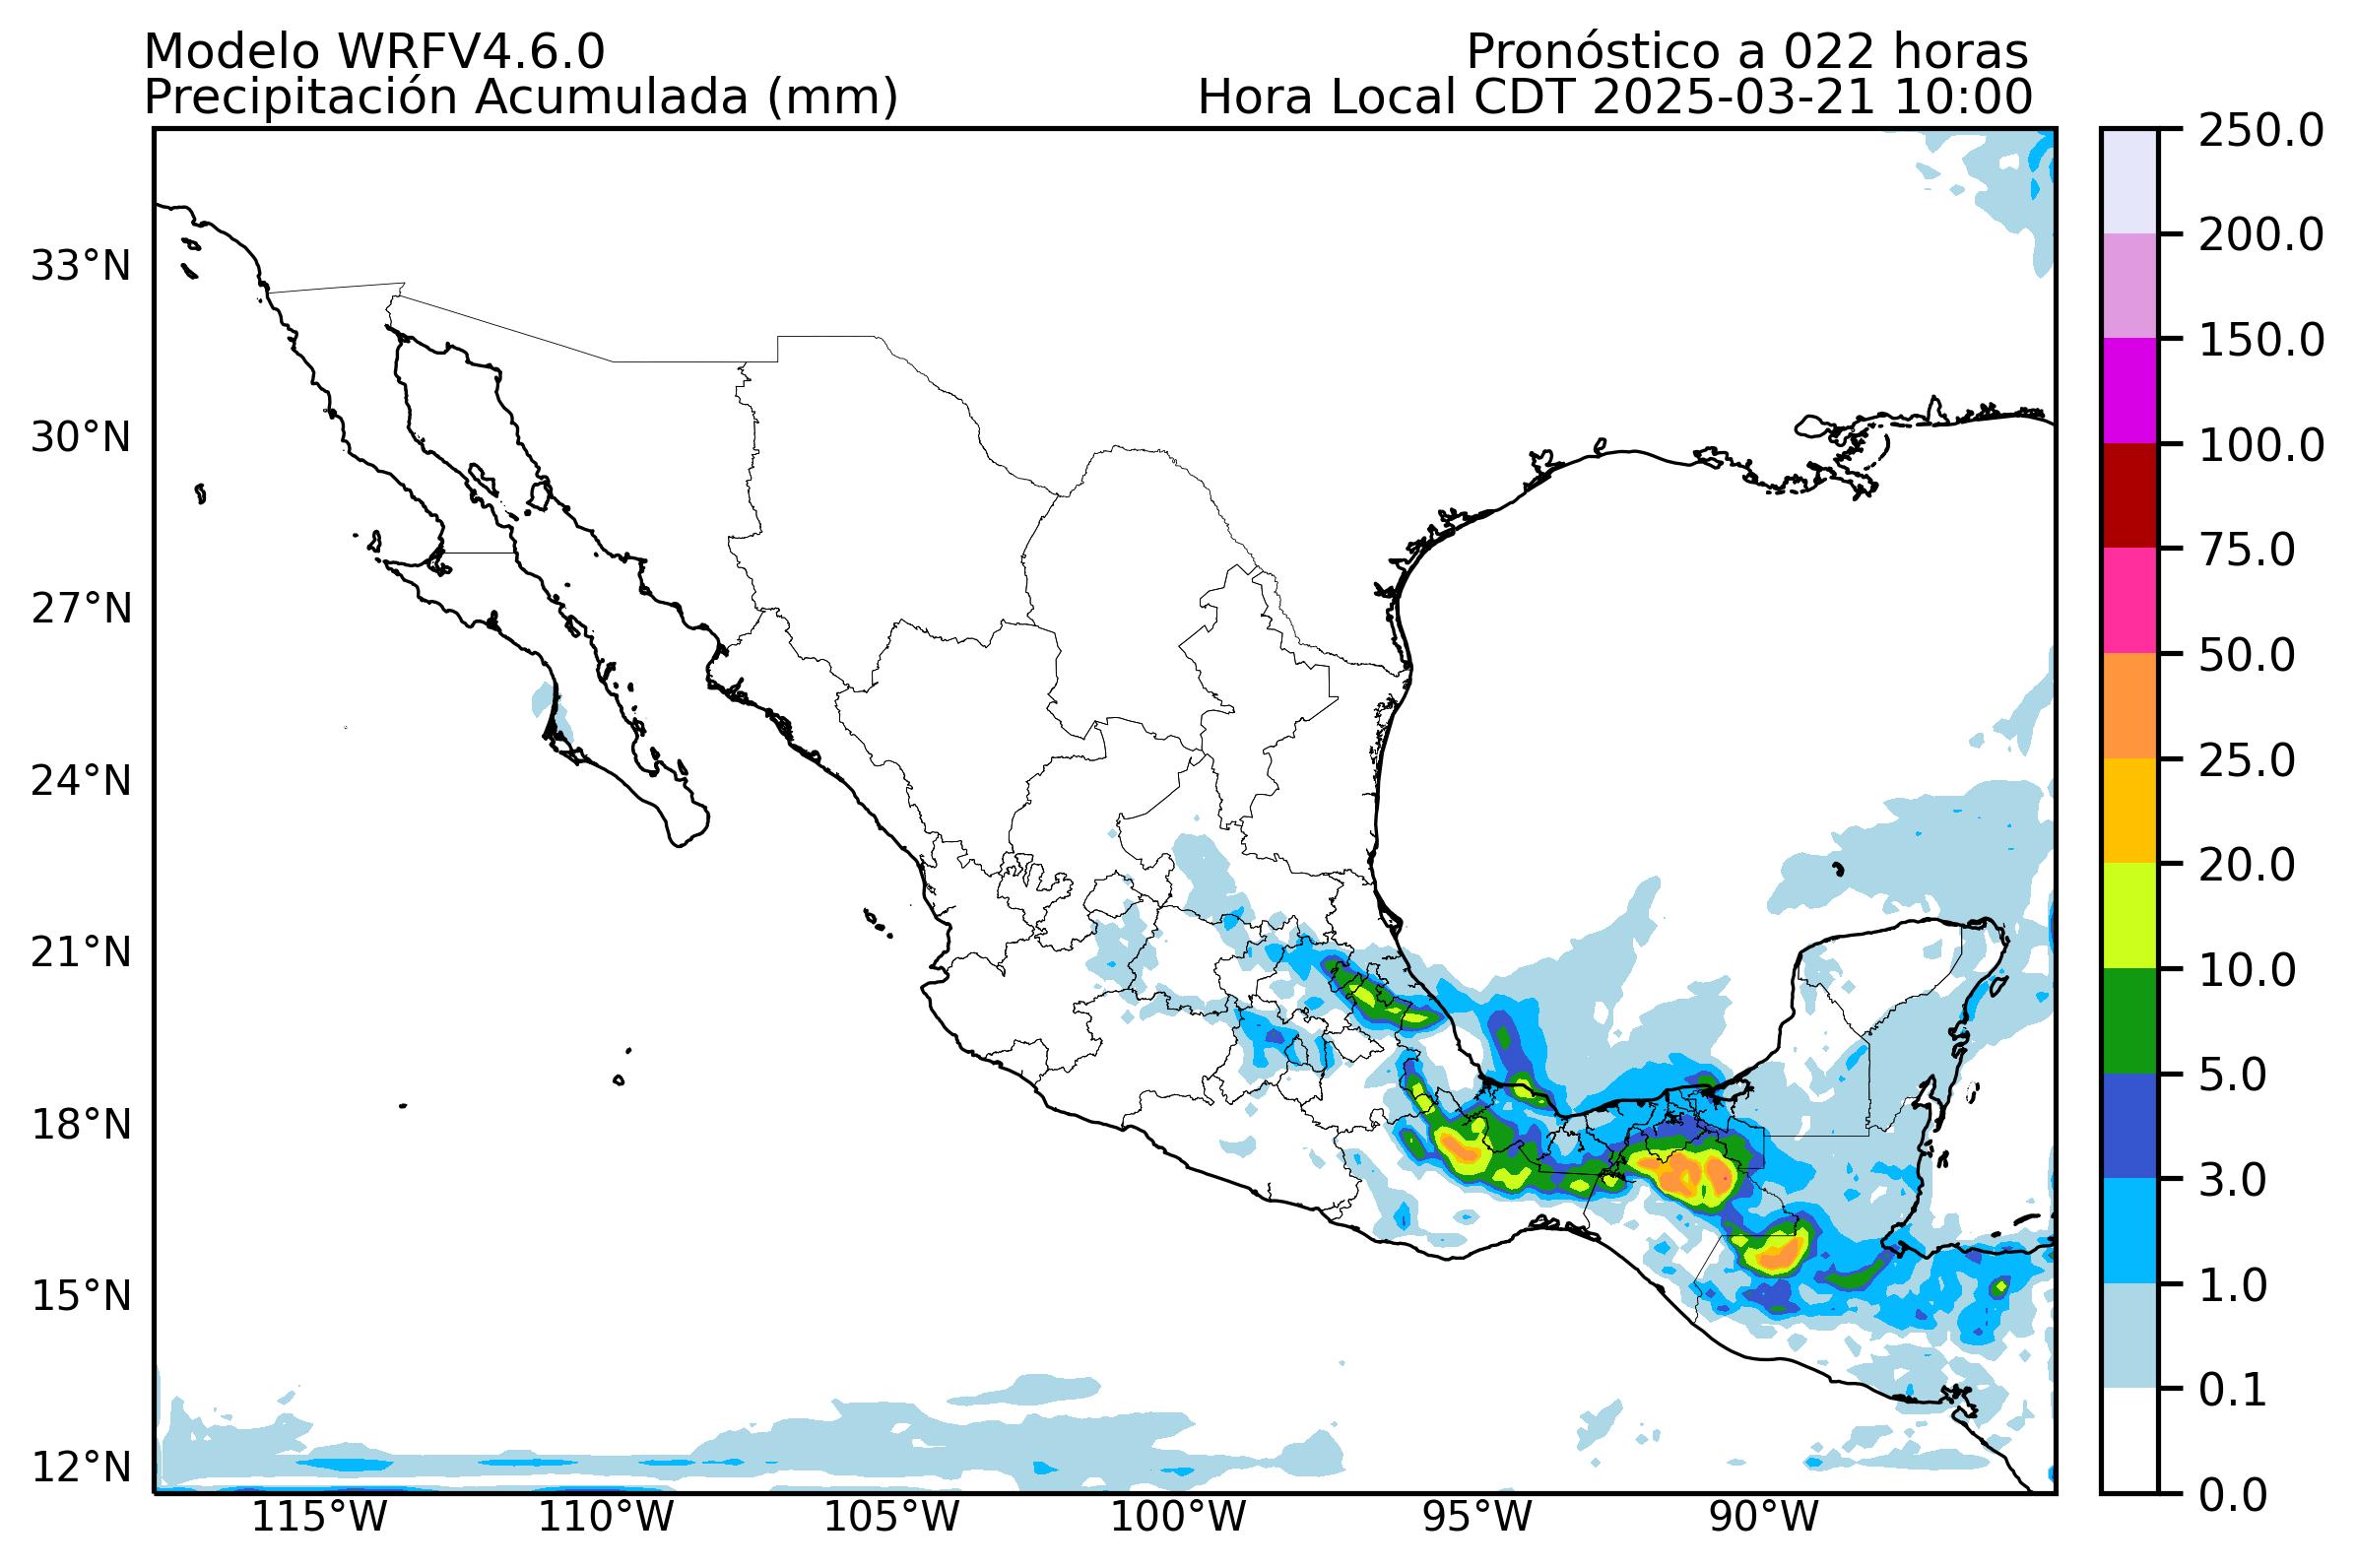 Modelo WRFV4.6.0
Pronóstico a 022 horas
Precipitación Acumulada (mm)
Hora Local CDT 2025-03-21 10:00
33°N
30°N
27°N
24°N
21°N
18°N
15°N
12°N
115°W
110°W
105°W
100°W
95°W
90°W
250.0
200.0
150.0
100.0
75.0
50.0
25.0
20.0
10.0
5.0
3.0
1.0
0.1
0.0